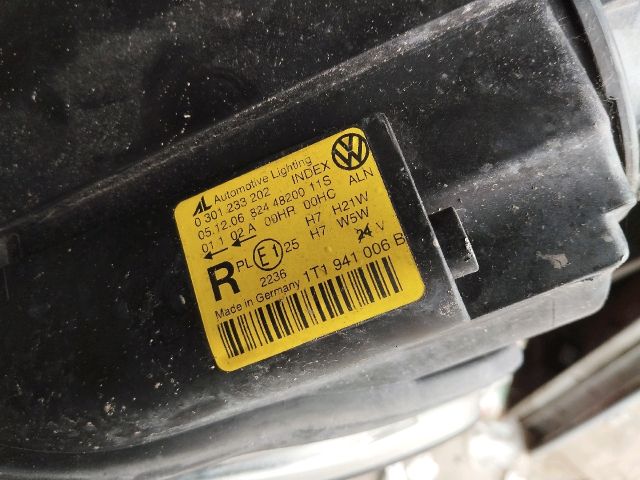 AL Automotive Lighting
0 301 233 202 INDEX
05.12.06 824 48200 11S ALN
01 1 02 A 00HR 00HC
R PL E1 25 H7 H21W
H7 W5W 24 V
2236
Made in Germany 1T1 941 006 B